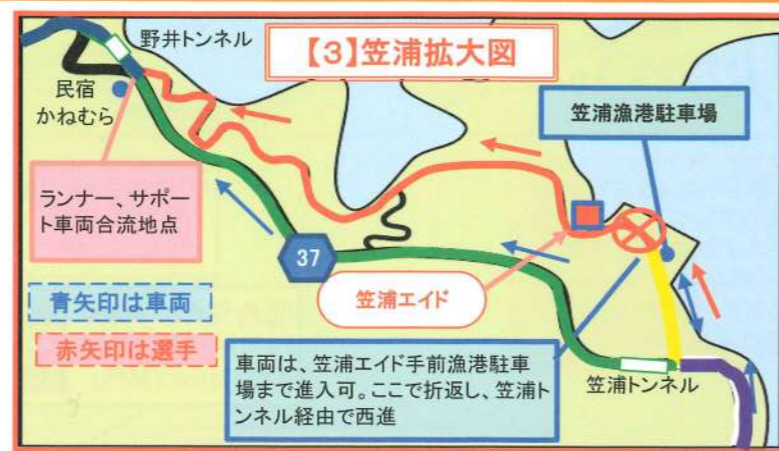 【3】笠浦拡大図
野井トンネル
民宿
かねむら
笠浦漁港駐車場
ランナー、サポー
ト車両合流地点
37
青矢印は車両
赤矢印は選手
笠浦エイド
車両は、笠浦エイド手前漁港駐車
場まで進入可。ここで折返し、笠浦ト
ンネル経由で西進
笠浦トンネル